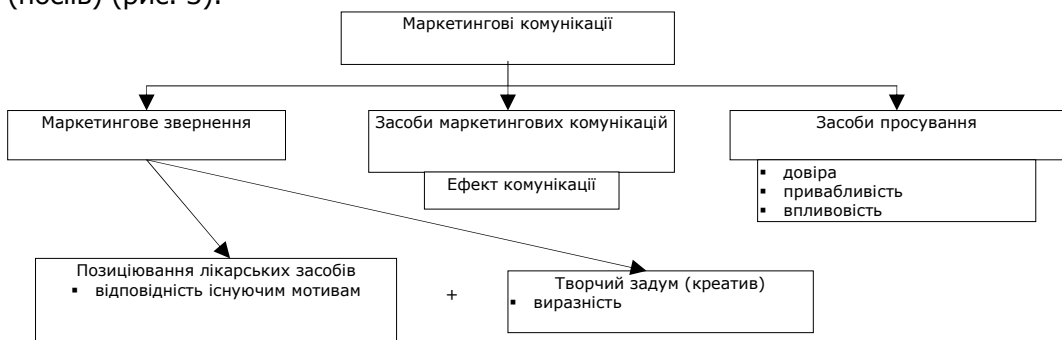 (носіїв) (рис. 3).
Маркетингові комунікації
Маркетингове звернення
Засоби маркетингових комунікацій
Засоби просування
Ефект комунікації
▪ довіра
▪ привабливість
▪ впливовість
Позиціювання лікарських засобів
▪ відповідність існуючим мотивам
+
Творчий задум (креатив)
▪ виразність